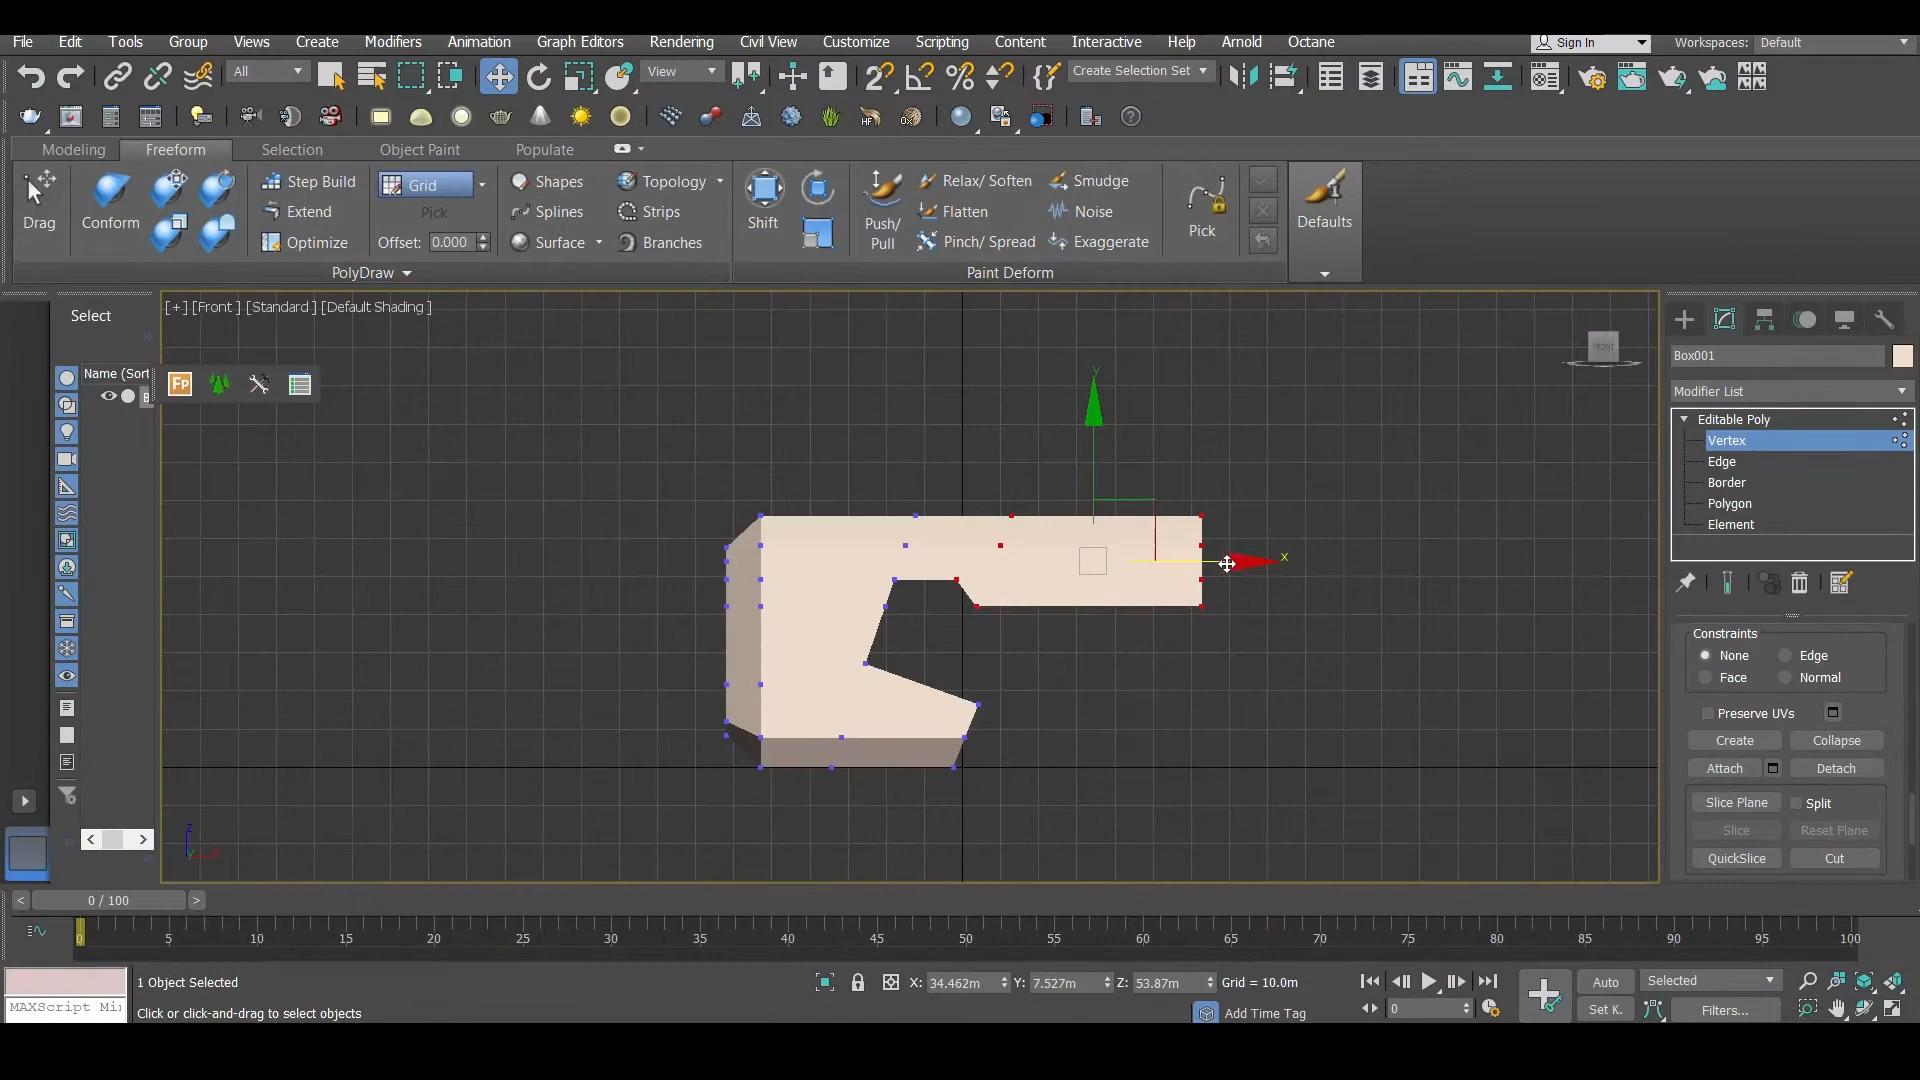 File Edit Tools Group Views Create Modifiers Animation Graph Editors Rendering Civil View Customize Scripting Content Interactive Help Arnold Octane Sign In Workspaces: Default
All View Create Selection Set
Modeling Freeform Selection Object Paint Populate
Drag Conform Step Build Grid Shapes Topology Shift Push/ Relax/ Soften Smudge Pick Defaults
Extend Pick Splines Strips Pull Flatten Noise
Optimize Offset: 0.000 Surface Branches Pinch/ Spread Exaggerate
PolyDraw Paint Deform
[+] [Front ] [Standard ] [Default Shading ]
Select
Name (Sort
Fp
y
x
FRONT
Box001
Modifier List
Editable Poly
Vertex
Edge
Border
Polygon
Element
Constraints
None Edge
Face Normal
Preserve UVs
Create Collapse
Attach Detach
Slice Plane Split
Slice Reset Plane
QuickSlice Cut
z
< 0 / 100 >
0 5 10 15 20 25 30 35 40 45 50 55 60 65 70 75 80 85 90 95 100
1 Object Selected X: 34.462m Y: 7.527m Z: 53.87m Grid = 10.0m Auto Selected
MAXScript Mi
Click or click-and-drag to select objects Add Time Tag 0 Set K. Filters...